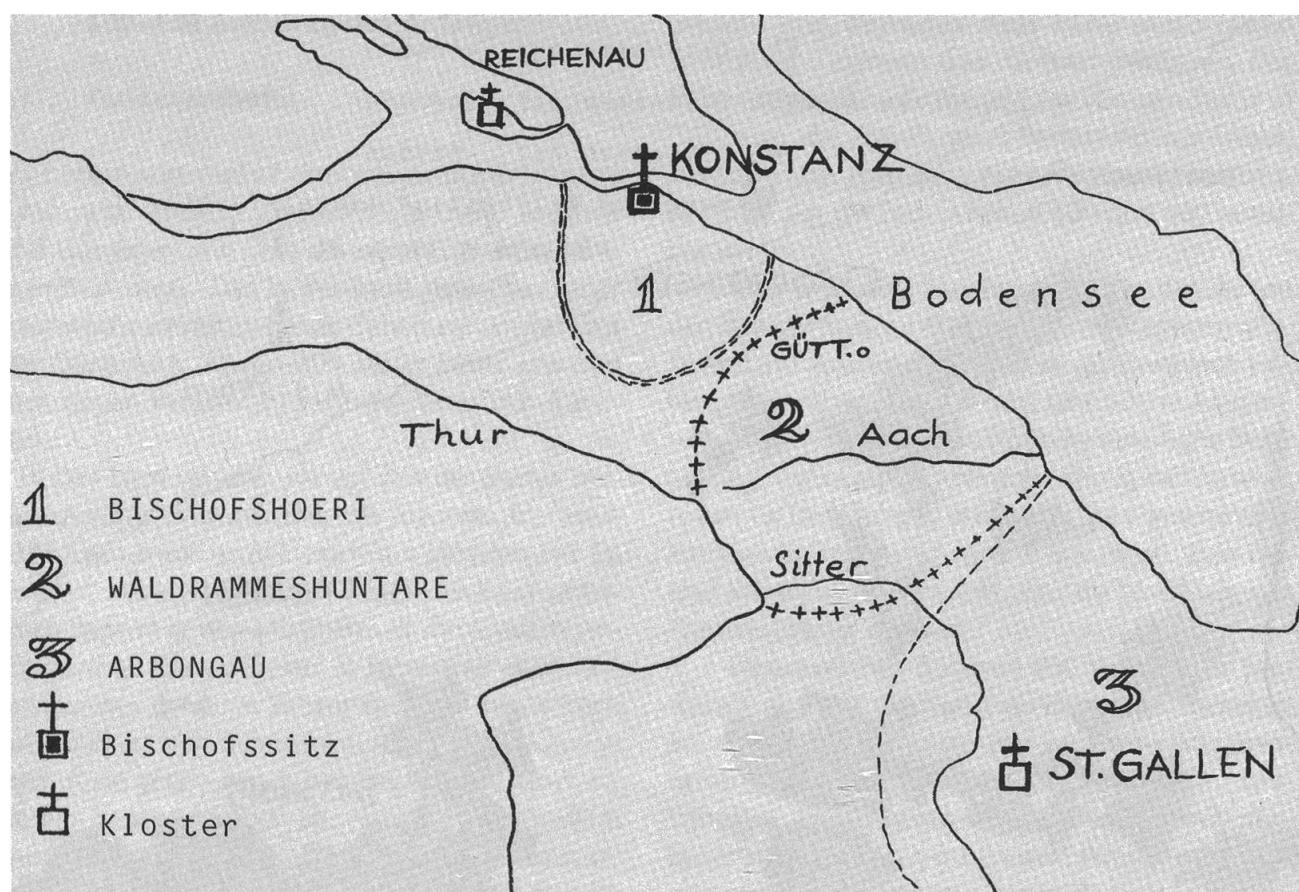 REICHENAU
KONSTANZ
1
Bodensee
GÜTT.
2
Thur
Aach
1 BISCHOFSHOERI
Sitter
2 WALDRAMMESHUNTARE
3 ARBONGAU
3
Bischofssitz
ST. GALLEN
Kloster